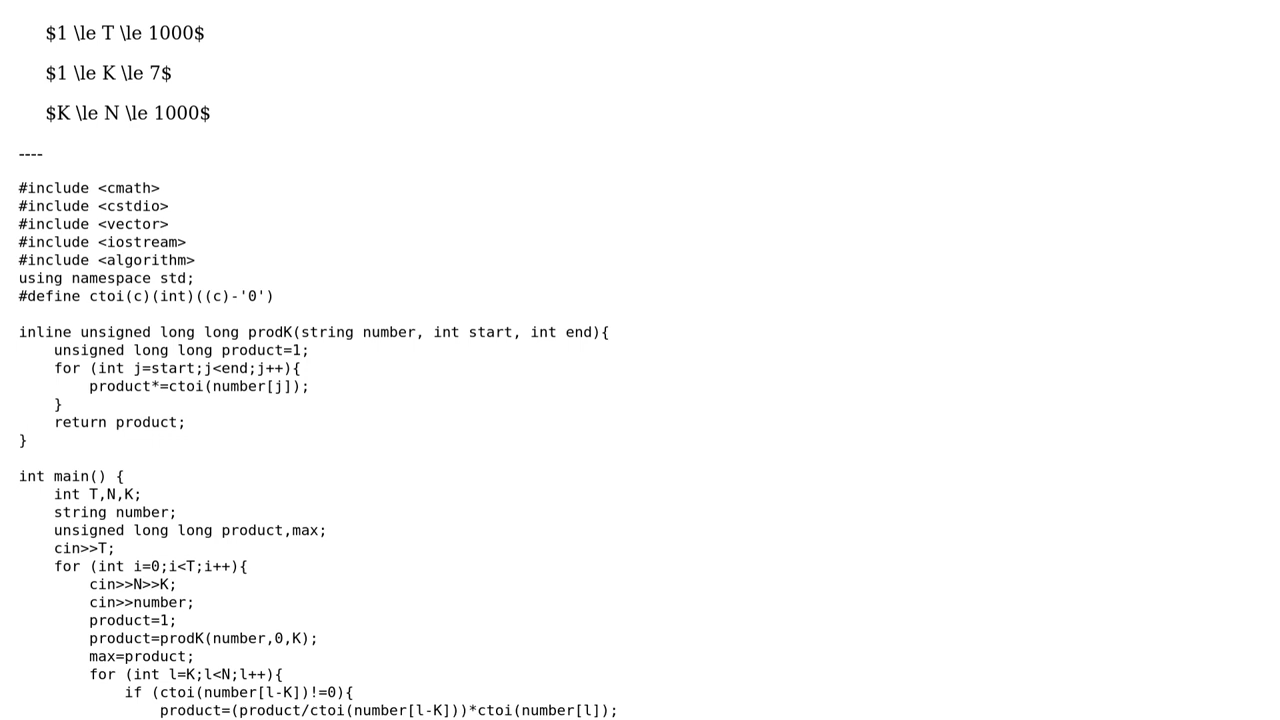 $1 \le T \le 1000$
$1 \le K \le 7$
$K \le N \le 1000$
----
#include <cmath>
#include <cstdio>
#include <vector>
#include <iostream>
#include <algorithm>
using namespace std;
#define ctoi(c)(int)((c)-'0')

inline unsigned long long prodK(string number, int start, int end){
    unsigned long long product=1;
    for (int j=start;j<end;j++){
        product*=ctoi(number[j]);
    }
    return product;
}

int main() {
    int T,N,K;
    string number;
    unsigned long long product,max;
    cin>>T;
    for (int i=0;i<T;i++){
        cin>>N>>K;
        cin>>number;
        product=1;
        product=prodK(number,0,K);
        max=product;
        for (int l=K;l<N;l++){
            if (ctoi(number[l-K])!=0){
                product=(product/ctoi(number[l-K]))*ctoi(number[l]);